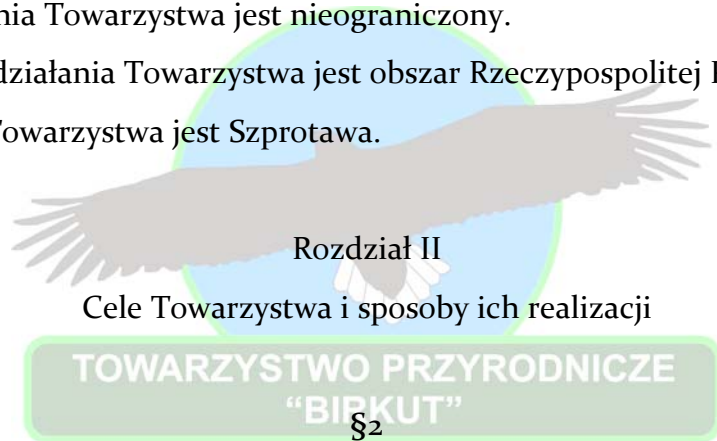 nia Towarzystwa jest nieograniczony.
działania Towarzystwa jest obszar Rzeczypospolitej
Towarzystwa jest Szprotawa.
Rozdział II
Cele Towarzystwa i sposoby ich realizacji
TOWARZYSTWO PRZYRODNICZE
“BIRKUT”
§2